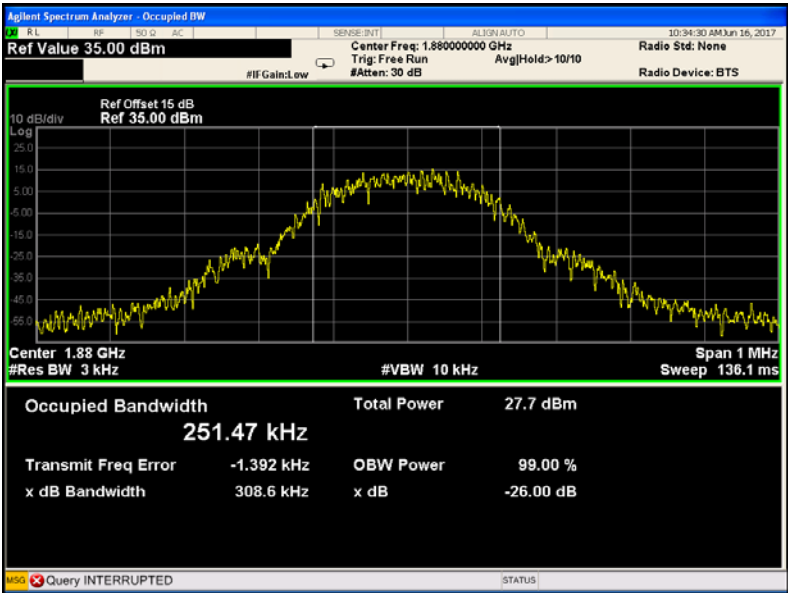 Agilent Spectrum Analyzer - Occupied BW
LXI RL RF 50 Ω AC SENSE:INT ALIGN AUTO 10:34:30 AM Jun 16, 2017
Ref Value 35.00 dBm Center Freq: 1.880000000 GHz Radio Std: None
Trig: Free Run Avg|Hold:> 10/10
#IFGain:Low #Atten: 30 dB Radio Device: BTS
Ref Offset 15 dB
10 dB/div Ref 35.00 dBm
Log
25.0
15.0
5.00
-5.00
-15.0
-25.0
-35.0
-45.0
-55.0
Center 1.88 GHz Span 1 MHz
#Res BW 3 kHz #VBW 10 kHz Sweep 136.1 ms
Occupied Bandwidth Total Power 27.7 dBm
251.47 kHz
Transmit Freq Error -1.392 kHz OBW Power 99.00 %
x dB Bandwidth 308.6 kHz x dB -26.00 dB
MSG Query INTERRUPTED STATUS